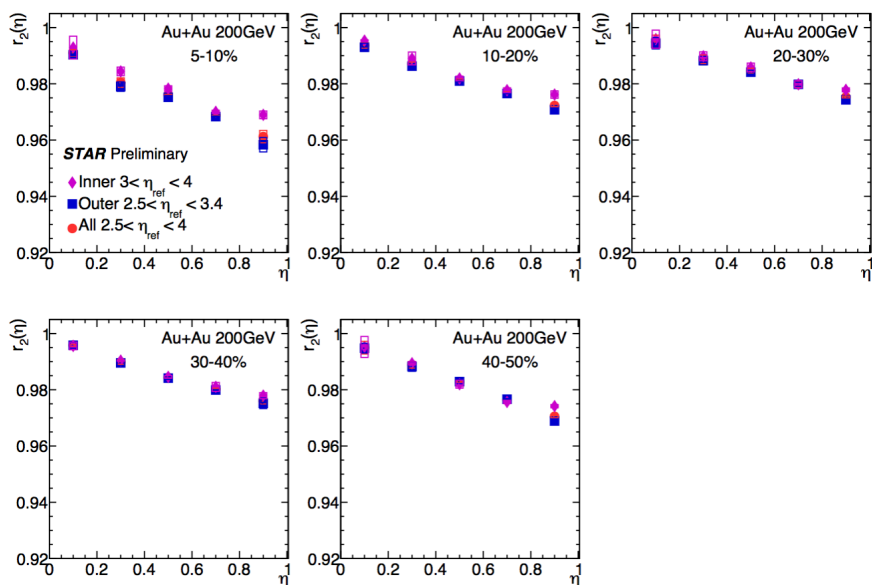 r₂(η)
1
0.98
0.96
0.94
0.92
Au+Au 200GeV
5-10%
STAR Preliminary
Inner 3< η_ref < 4
Outer 2.5< η_ref < 3.4
All 2.5< η_ref < 4
0 0.2 0.4 0.6 0.8 1
η
r₂(η)
1
0.98
0.96
0.94
0.92
Au+Au 200GeV
10-20%
0 0.2 0.4 0.6 0.8 1
η
r₂(η)
1
0.98
0.96
0.94
0.92
Au+Au 200GeV
20-30%
0 0.2 0.4 0.6 0.8 1
η
r₂(η)
1
0.98
0.96
0.94
0.92
Au+Au 200GeV
30-40%
0 0.2 0.4 0.6 0.8 1
η
r₂(η)
1
0.98
0.96
0.94
0.92
Au+Au 200GeV
40-50%
0 0.2 0.4 0.6 0.8 1
η